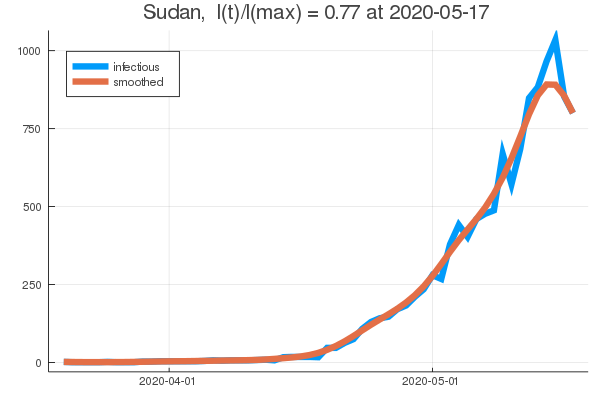 Sudan,  I(t)/I(max) = 0.77 at 2020-05-17
infectious
smoothed
1000
750
500
250
0
2020-04-01
2020-05-01